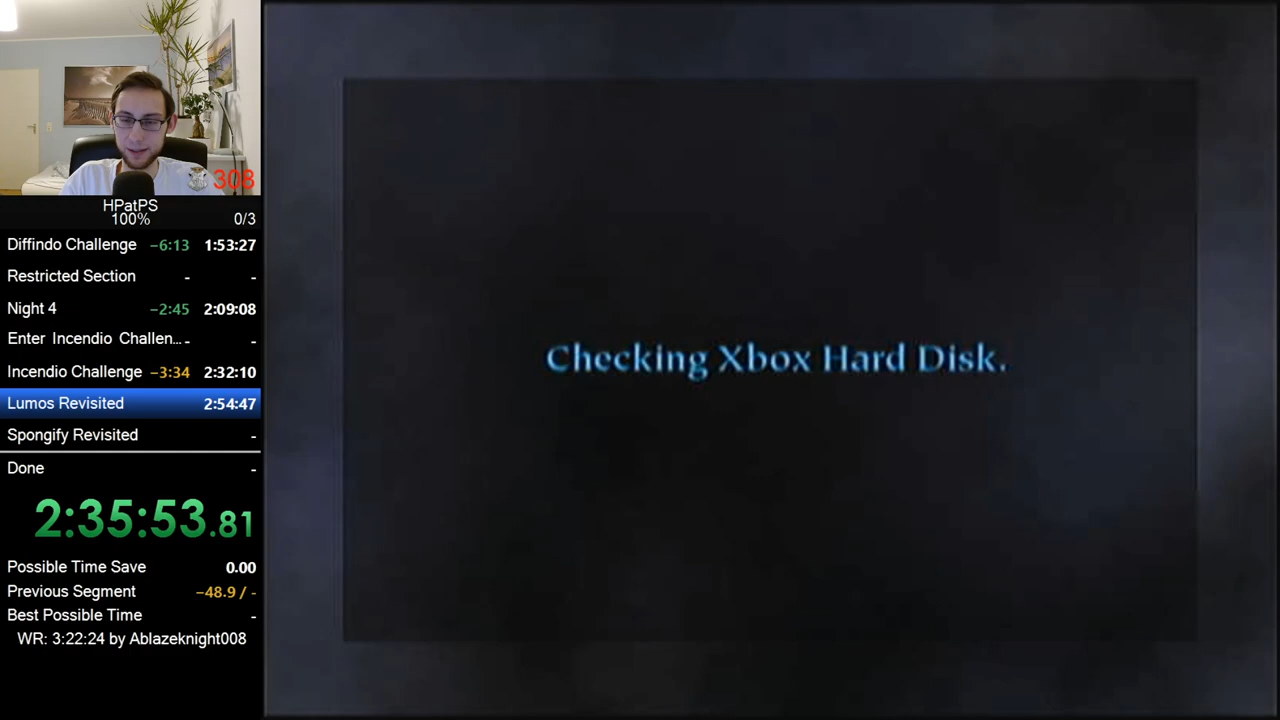 308
HPatPS
100% 0/3
Diffindo Challenge -6:13 1:53:27
Restricted Section - -
Night 4 -2:45 2:09:08
Enter Incendio Challen... - -
Incendio Challenge -3:34 2:32:10
Lumos Revisited 2:54:47
Spongify Revisited -
Done -
2:35:53.81
Possible Time Save 0.00
Previous Segment -48.9 / -
Best Possible Time -
WR: 3:22:24 by Ablazeknight008
Checking Xbox Hard Disk.